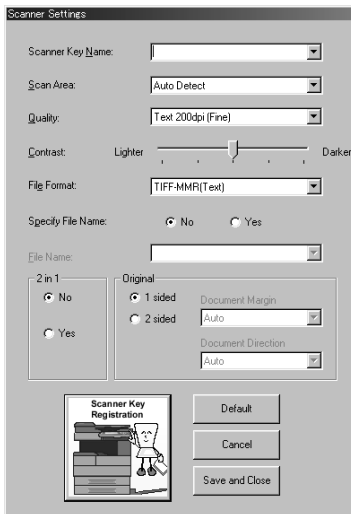 Scanner Settings
Scanner Key Name:
Scan Area: Auto Detect
Quality: Text 200dpi (Fine)
Contrast: Lighter Darker
File Format: TIFF-MMR(Text)
Specify File Name: No Yes
File Name:
2 in 1 Original
No 1 sided Document Margin
Auto
Yes 2 sided
Document Direction
Auto
Scanner Key
Registration
Default
Cancel
Save and Close